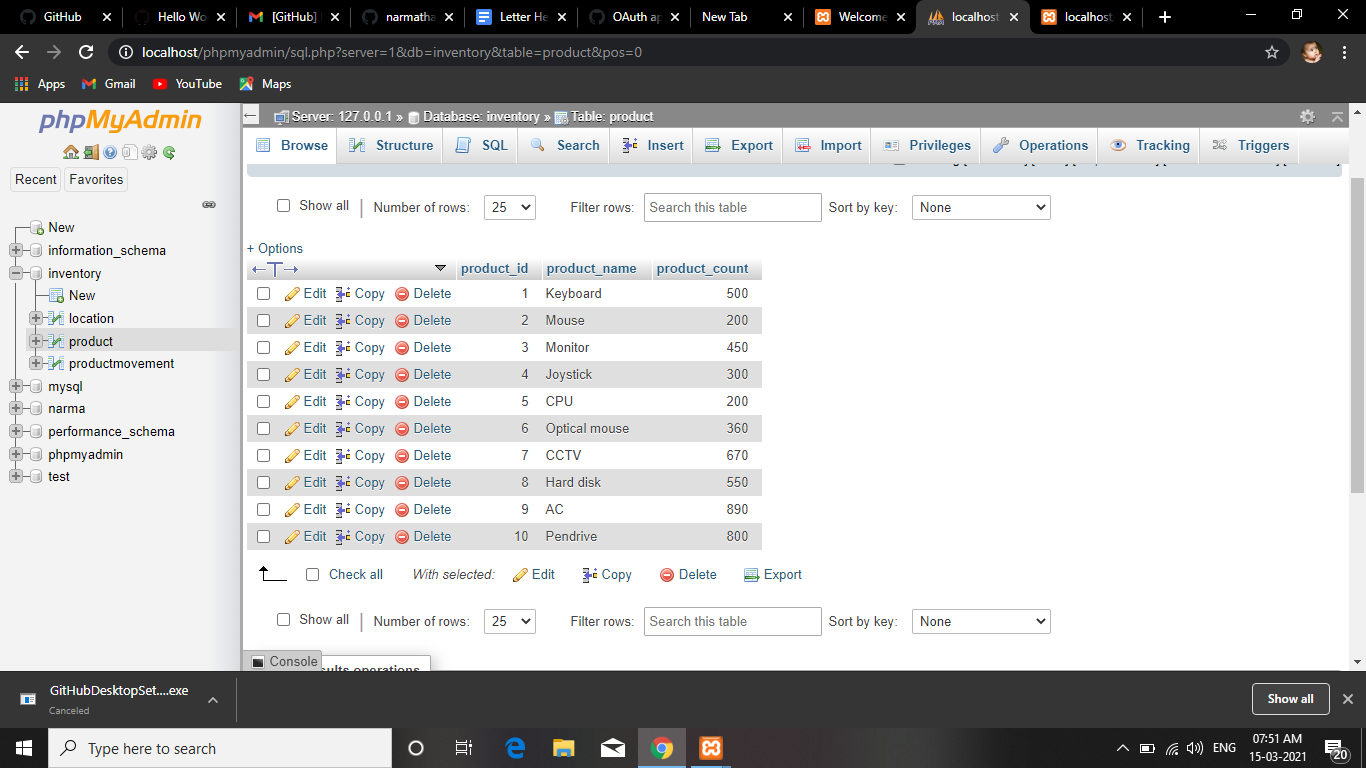 GitHub Hello Wo M [GitHub] narmatha Letter He OAuth ap New Tab Welcome localhost localhost
localhost/phpmyadmin/sql.php?server=1&db=inventory&table=product&pos=0
Apps Gmail YouTube Maps
phpMyAdmin
Recent Favorites
New
information_schema
inventory
New
location
product
productmovement
mysql
narma
performance_schema
phpmyadmin
test
Server: 127.0.0.1 » Database: inventory » Table: product
Browse Structure SQL Search Insert Export Import Privileges Operations Tracking Triggers
Show all Number of rows: 25 Filter rows: Search this table Sort by key: None
+ Options
product_id product_name product_count
Edit Copy Delete 1 Keyboard 500
Edit Copy Delete 2 Mouse 200
Edit Copy Delete 3 Monitor 450
Edit Copy Delete 4 Joystick 300
Edit Copy Delete 5 CPU 200
Edit Copy Delete 6 Optical mouse 360
Edit Copy Delete 7 CCTV 670
Edit Copy Delete 8 Hard disk 550
Edit Copy Delete 9 AC 890
Edit Copy Delete 10 Pendrive 800
Check all With selected: Edit Copy Delete Export
Show all Number of rows: 25 Filter rows: Search this table Sort by key: None
Console sults operations
GitHubDesktopSet....exe
Canceled
Show all
Type here to search
ENG
07:51 AM
15-03-2021
20